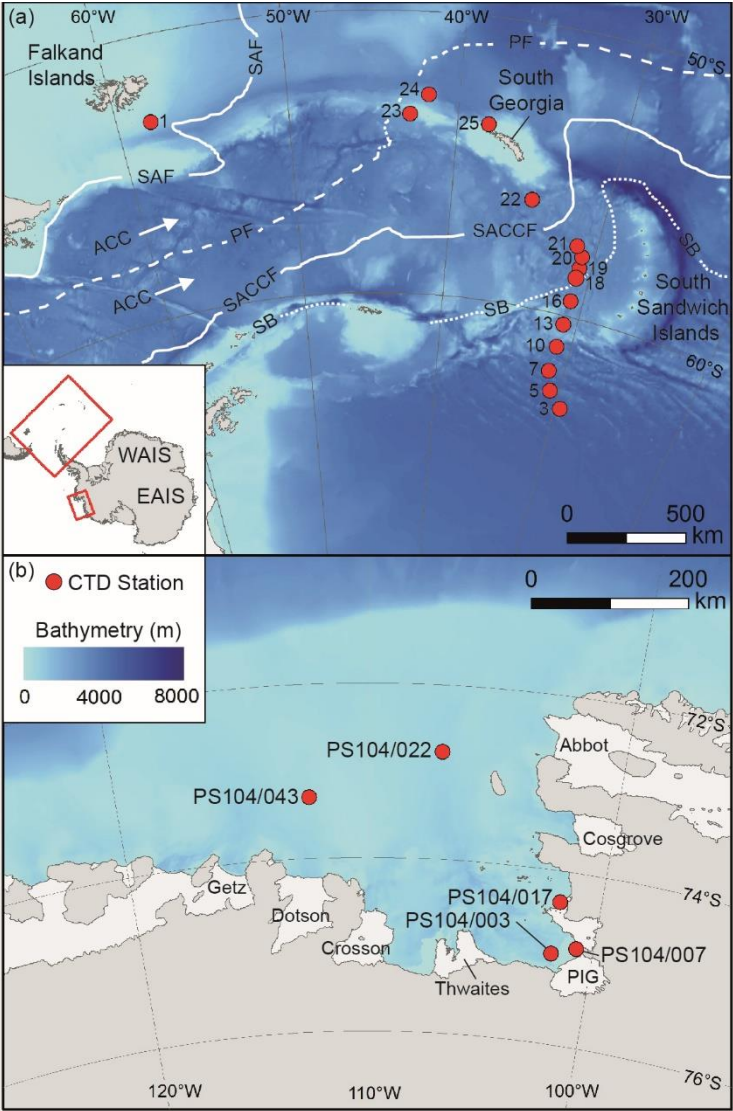 (a)
60°W
50°W
40°W
30°W
Falkand
Islands
SAF
PF
50°S
24
South
Georgia
23
25
1
SAF
22
ACC
PF
SACCF
21
20
19
18
SB
ACC
SACCF
South
Sandwich
Islands
16
SB
SB
13
10
60°S
7
5
3
WAIS
EAIS
0 500
km
(b)
CTD Station
0 200
km
Bathymetry (m)
0 4000 8000
72°S
PS104/022
Abbot
PS104/043
Cosgrove
Getz
PS104/017
74°S
Dotson
PS104/003
Crosson
PS104/007
Thwaites
PIG
76°S
120°W
110°W
100°W